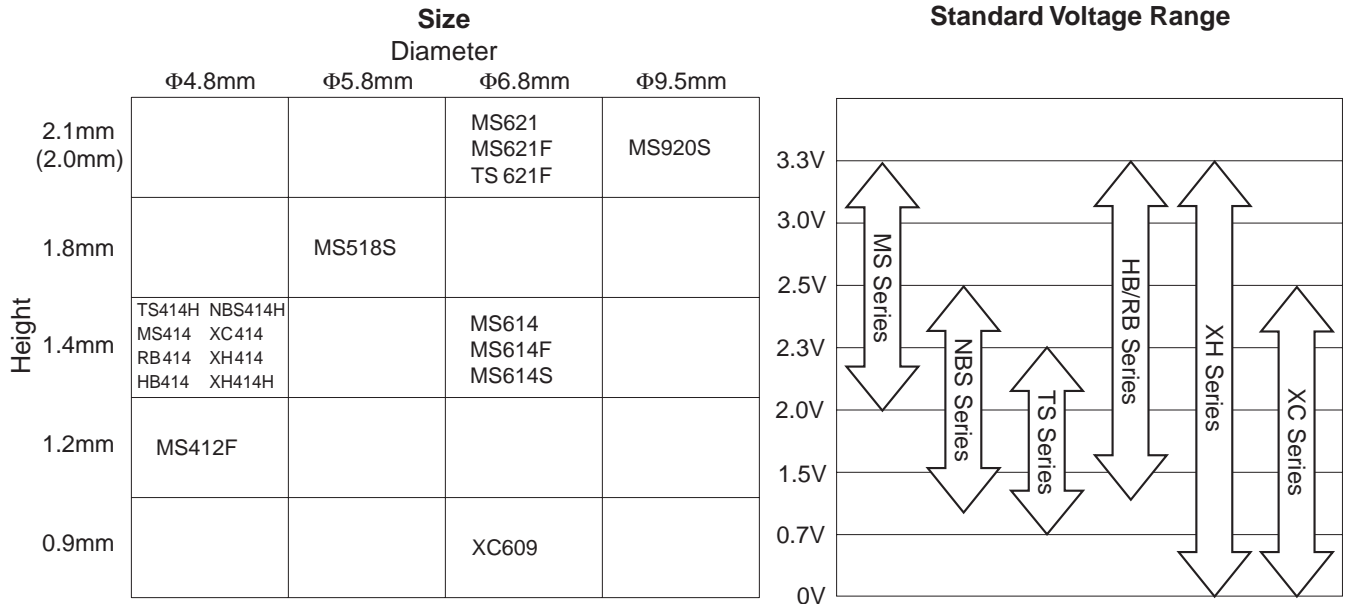 Size
Diameter
Φ4.8mm Φ5.8mm Φ6.8mm Φ9.5mm
Height
2.1mm
(2.0mm)
MS621
MS621F
TS 621F
MS920S
1.8mm
MS518S
1.4mm
TS414H NBS414H
MS414 XC414
RB414 XH414
HB414 XH414H
MS614
MS614F
MS614S
1.2mm
MS412F
0.9mm
XC609
Standard Voltage Range
3.3V
3.0V
2.5V
2.3V
2.0V
1.5V
0.7V
0V
MS Series
NBS Series
TS Series
HB/RB Series
XH Series
XC Series